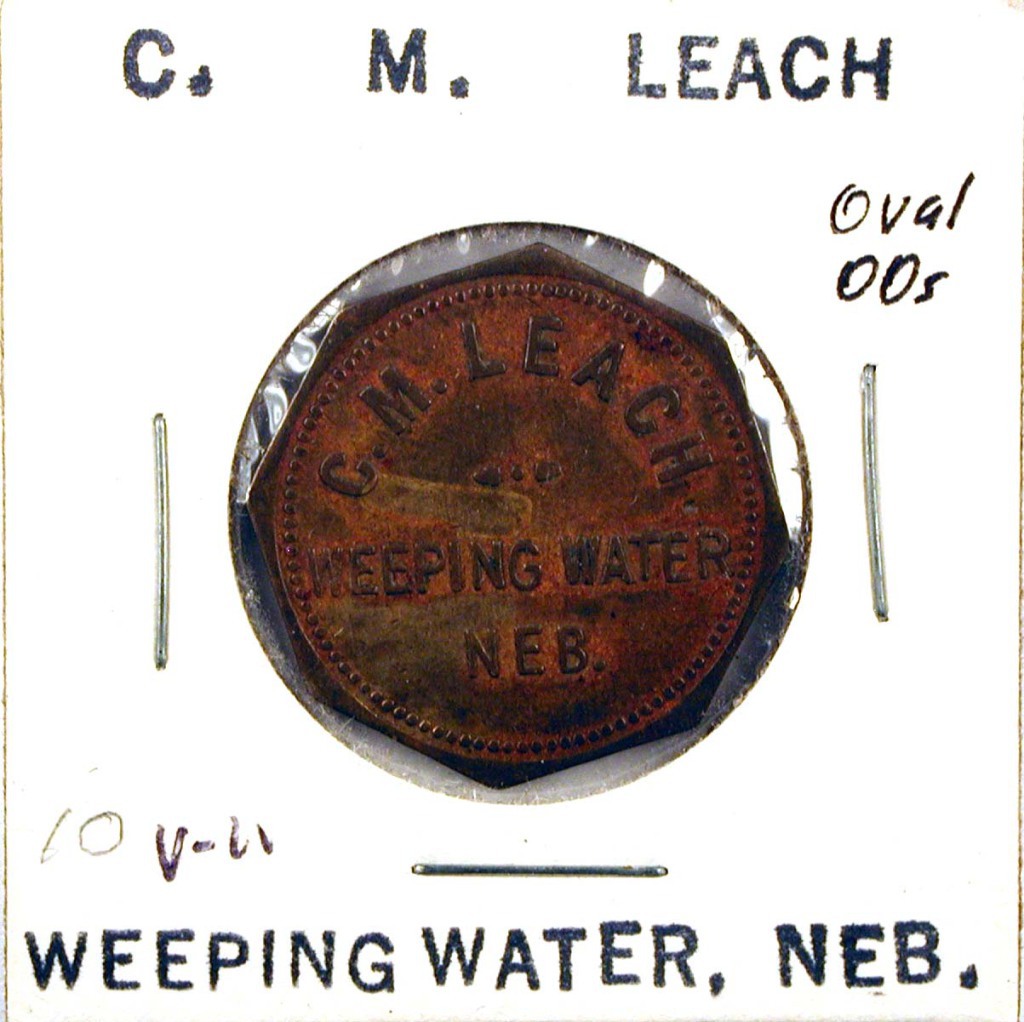 C. M. LEACH
Oval
00s
C. M. LEACH.
WEEPING WATER
NEB.
10 V-11
WEEPING WATER, NEB.